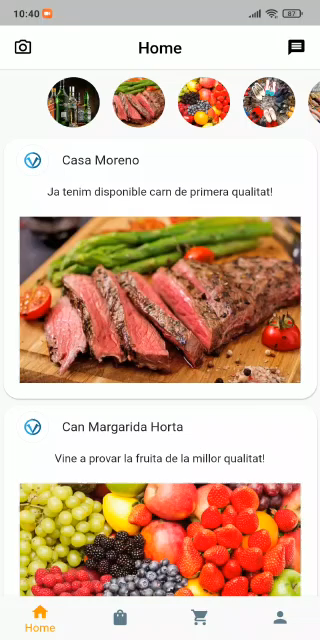 10:40
87
Home
Casa Moreno
Ja tenim disponible carn de primera qualitat!
Can Margarida Horta
Vine a provar la fruita de la millor qualitat!
Home